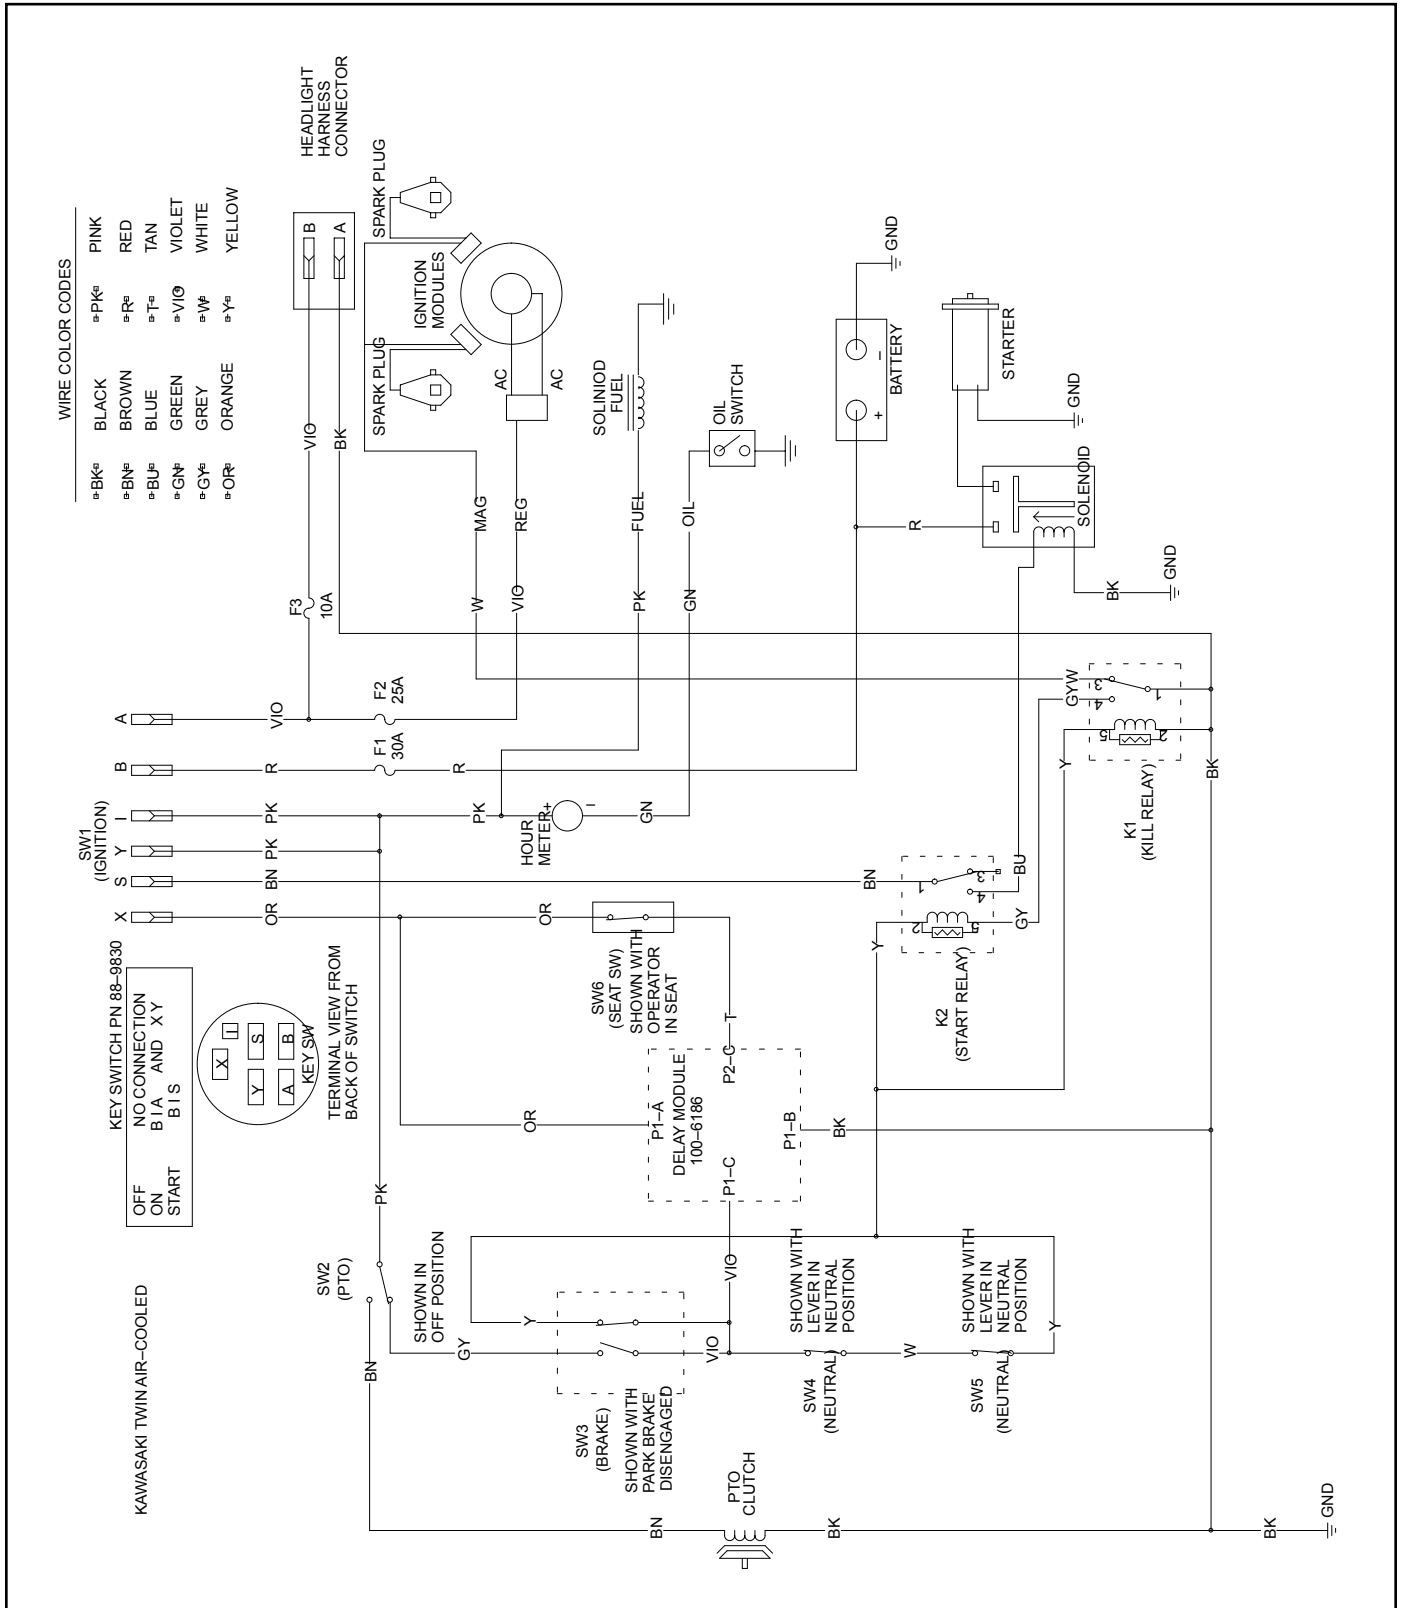 WIRE COLOR CODES
BK BLACK PK PINK
BN BROWN R RED
BU BLUE T TAN
GN GREEN VIO VIOLET
GY GREY W WHITE
OR ORANGE Y YELLOW
HEADLIGHT
HARNESS
CONNECTOR
B
A
VIO
BK
F3
10A
SPARK PLUG
SPARK PLUG
IGNITION
MODULES
AC
AC
MAG
REG
W
VIO
SOLINIOD
FUEL
FUEL
PK
OIL
SWITCH
OIL
GN
BATTERY
+
–
GND
STARTER
GND
SOLENOID
R
BK
GND
SW1
(IGNITION)
A
B
I
Y
S
X
VIO
F2
25A
R
F1
30A
R
PK
PK
PK
BN
OR
HOUR
METER
+
–
GN
BN
OR
K1
(KILL RELAY)
GY
W
3
4
1
5
2
Y
BK
K2
(START RELAY)
1
3
4
2
5
BU
GY
Y
KEY SWITCH PN 88–9830
OFF NO CONNECTION
ON B I A AND X Y
START B I S
I
X
S
B
Y
A
KEY SW
TERMINAL VIEW FROM
BACK OF SWITCH
SW6
(SEAT SW)
SHOWN WITH
OPERATOR
IN SEAT
T
OR
P2–C
P1–A
DELAY MODULE
100–6186
P1–B
P1–C
BK
VIO
PK
KAWASAKI TWIN AIR–COOLED
SW2
(PTO)
SHOWN IN
OFF POSITION
BN
GY
Y
VIO
SW3
(BRAKE)
SHOWN WITH
PARK BRAKE
DISENGAGED
SHOWN WITH
LEVER IN
NEUTRAL
POSITION
SW4
(NEUTRAL)
W
SHOWN WITH
LEVER IN
NEUTRAL
POSITION
SW5
(NEUTRAL)
Y
PTO
CLUTCH
BN
BK
BK
GND